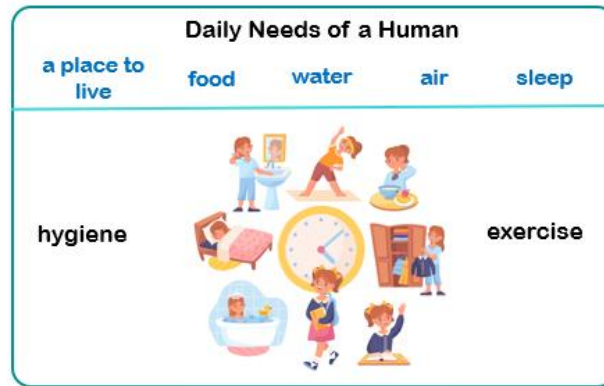 Daily Needs of a Human
a place to
live
food
water
air
sleep
hygiene
exercise